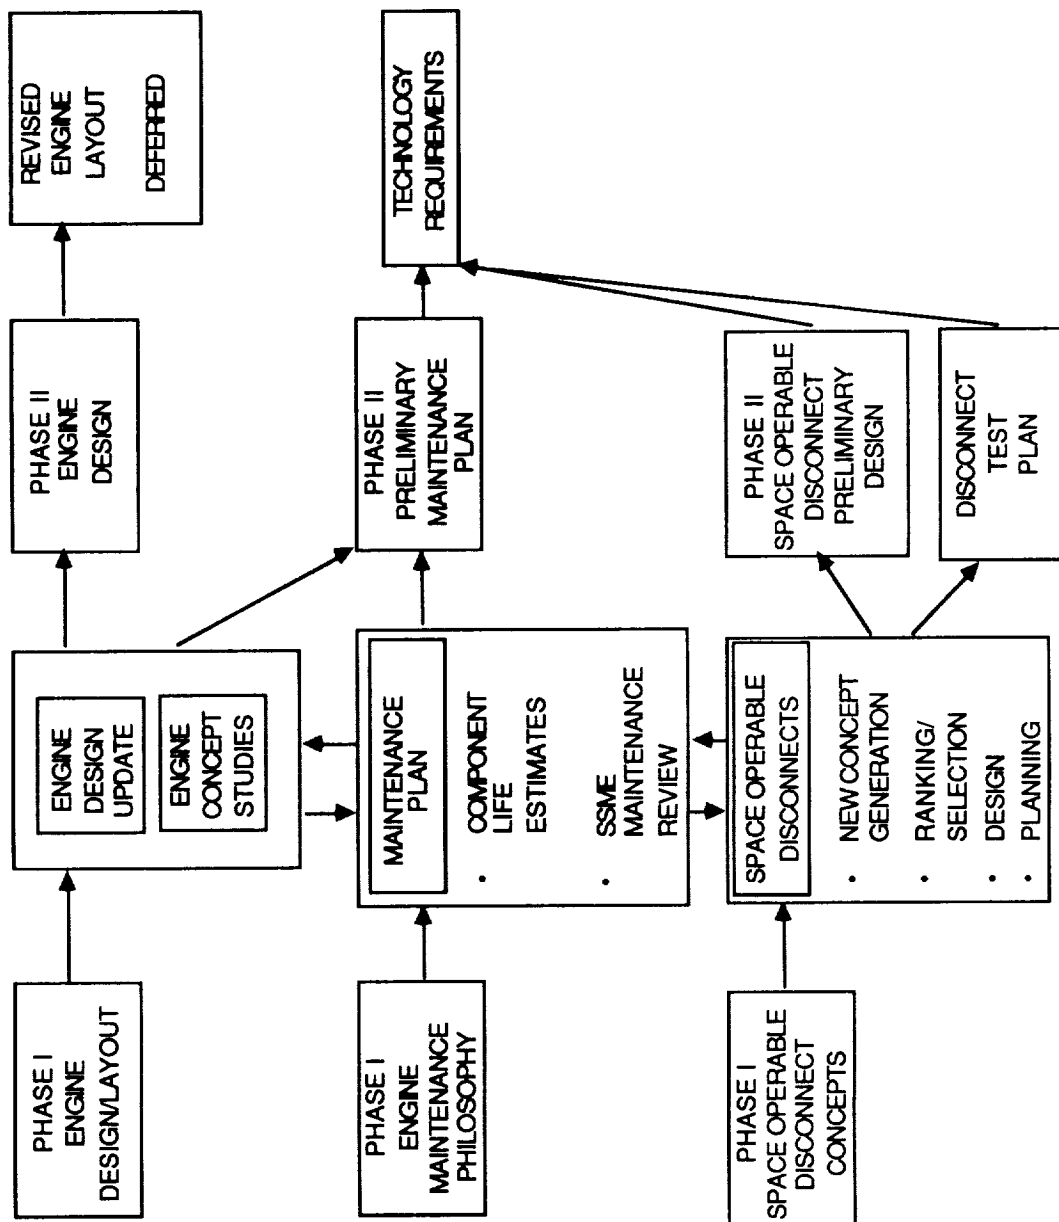 PHASE I
ENGINE
DESIGN/LAYOUT
ENGINE
DESIGN
UPDATE
ENGINE
CONCEPT
STUDIES
PHASE II
ENGINE
DESIGN
REVISED
ENGINE
LAYOUT
DEFERRED
PHASE I
ENGINE
MAINTENANCE
PHILOSOPHY
MAINTENANCE
PLAN
• COMPONENT
LIFE
ESTIMATES
• SSME
MAINTENANCE
REVIEW
PHASE II
PRELIMINARY
MAINTENANCE
PLAN
TECHNOLOGY
REQUIREMENTS
PHASE I
SPACE OPERABLE
DISCONNECT
CONCEPTS
SPACE OPERABLE
DISCONNECTS
• NEW CONCEPT
GENERATION
• RANKING/
SELECTION
• DESIGN
• PLANNING
PHASE II
SPACE OPERABLE
DISCONNECT
PRELIMINARY
DESIGN
DISCONNECT
TEST
PLAN